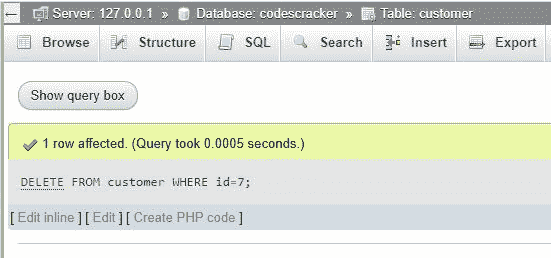 ← Server: 127.0.0.1 » Database: codescracker » Table: customer
Browse Structure SQL Search Insert Export
Show query box
1 row affected. (Query took 0.0005 seconds.)
DELETE FROM customer WHERE id=7;
[ Edit inline ] [ Edit ] [ Create PHP code ]